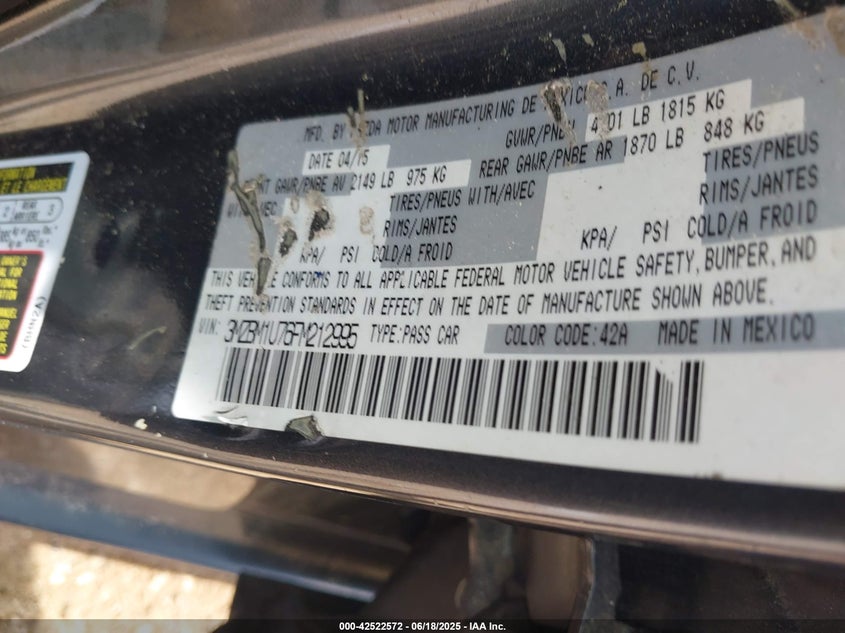 MFD. BY MAZDA MOTOR MANUFACTURING DE MEXICO S.A. DE C.V.
DATE 04/15
GVWR/PNBV 4001 LB 1815 KG
GAWR/PNBE AV 2149 LB 975 KG
REAR GAWR/PNBE AR 1870 LB 848 KG
WITH/AVEC
TIRES/PNEUS WITH/AVEC
TIRES/PNEUS
RIMS/JANTES
RIMS/JANTES
KPA/ PSI COLD/A FROID
KPA/ PSI COLD/A FROID
THIS VEHICLE CONFORMS TO ALL APPLICABLE FEDERAL MOTOR VEHICLE SAFETY, BUMPER, AND
THEFT PREVENTION STANDARDS IN EFFECT ON THE DATE OF MANUFACTURE SHOWN ABOVE.
VIN: 3MZBM1U76FM212995 TYPE:PASS CAR COLOR CODE:42A MADE IN MEXICO
000-42522572 / 06/18/2025 - IAA Inc.